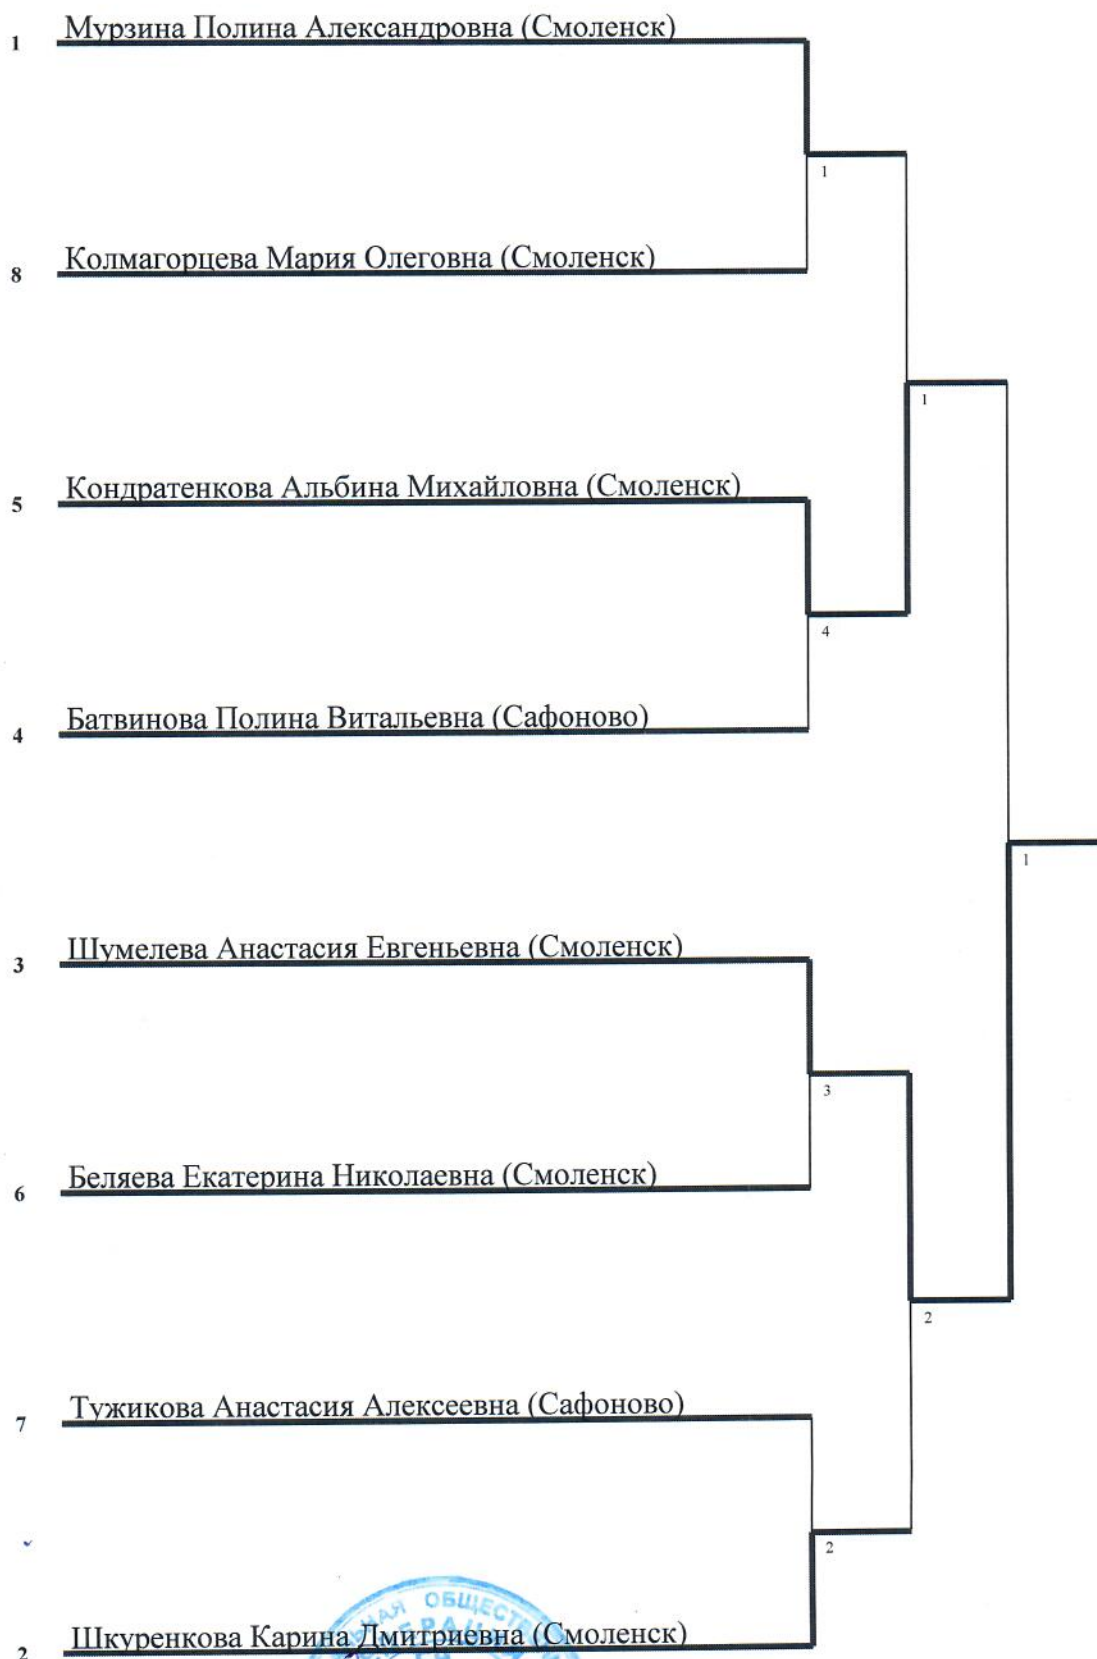 1 Мурзина Полина Александровна (Смоленск)
1
8 Колмагорцева Мария Олеговна (Смоленск)
1
5 Кондратенкова Альбина Михайловна (Смоленск)
4
4 Батвинова Полина Витальевна (Сафоново)
1
3 Шумелева Анастасия Евгеньевна (Смоленск)
3
6 Беляева Екатерина Николаевна (Смоленск)
2
7 Тужикова Анастасия Алексеевна (Сафоново)
2
2 Шкуренкова Карина Дмитриевна (Смоленск)